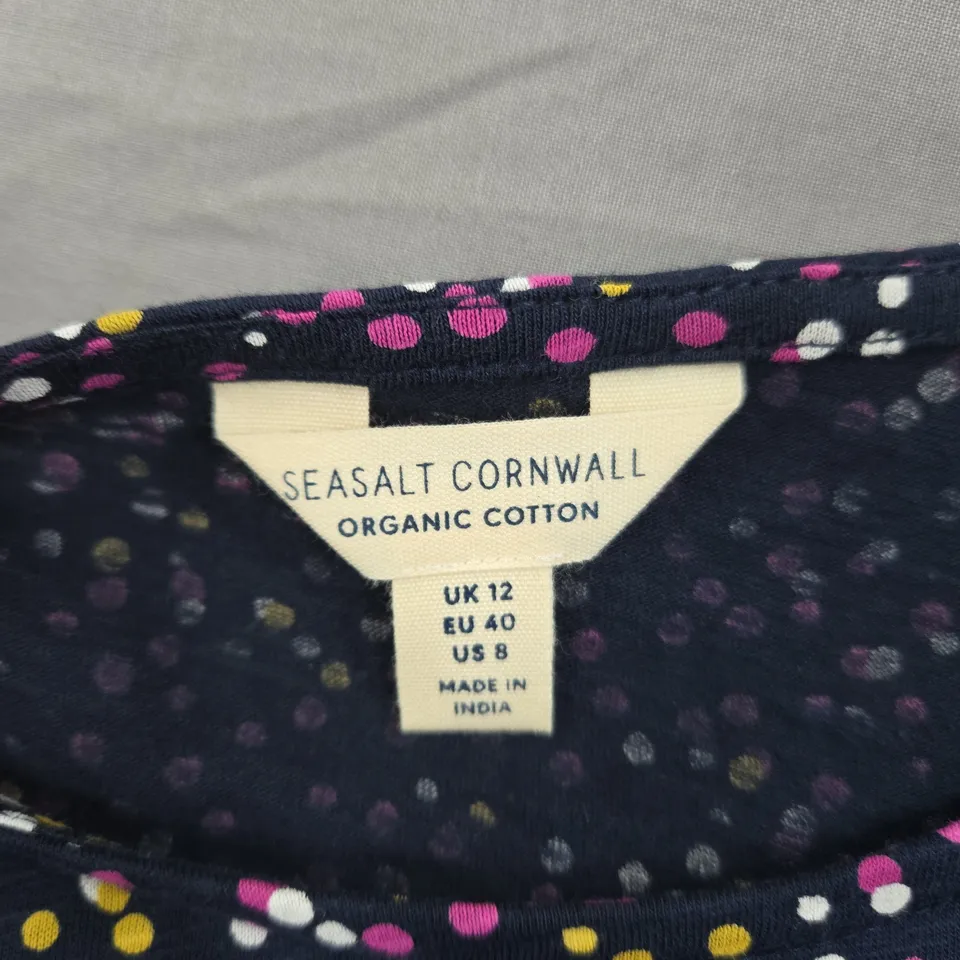 SEASALT CORNWALL
ORGANIC COTTON
UK 12
EU 40
US 8
MADE IN
INDIA